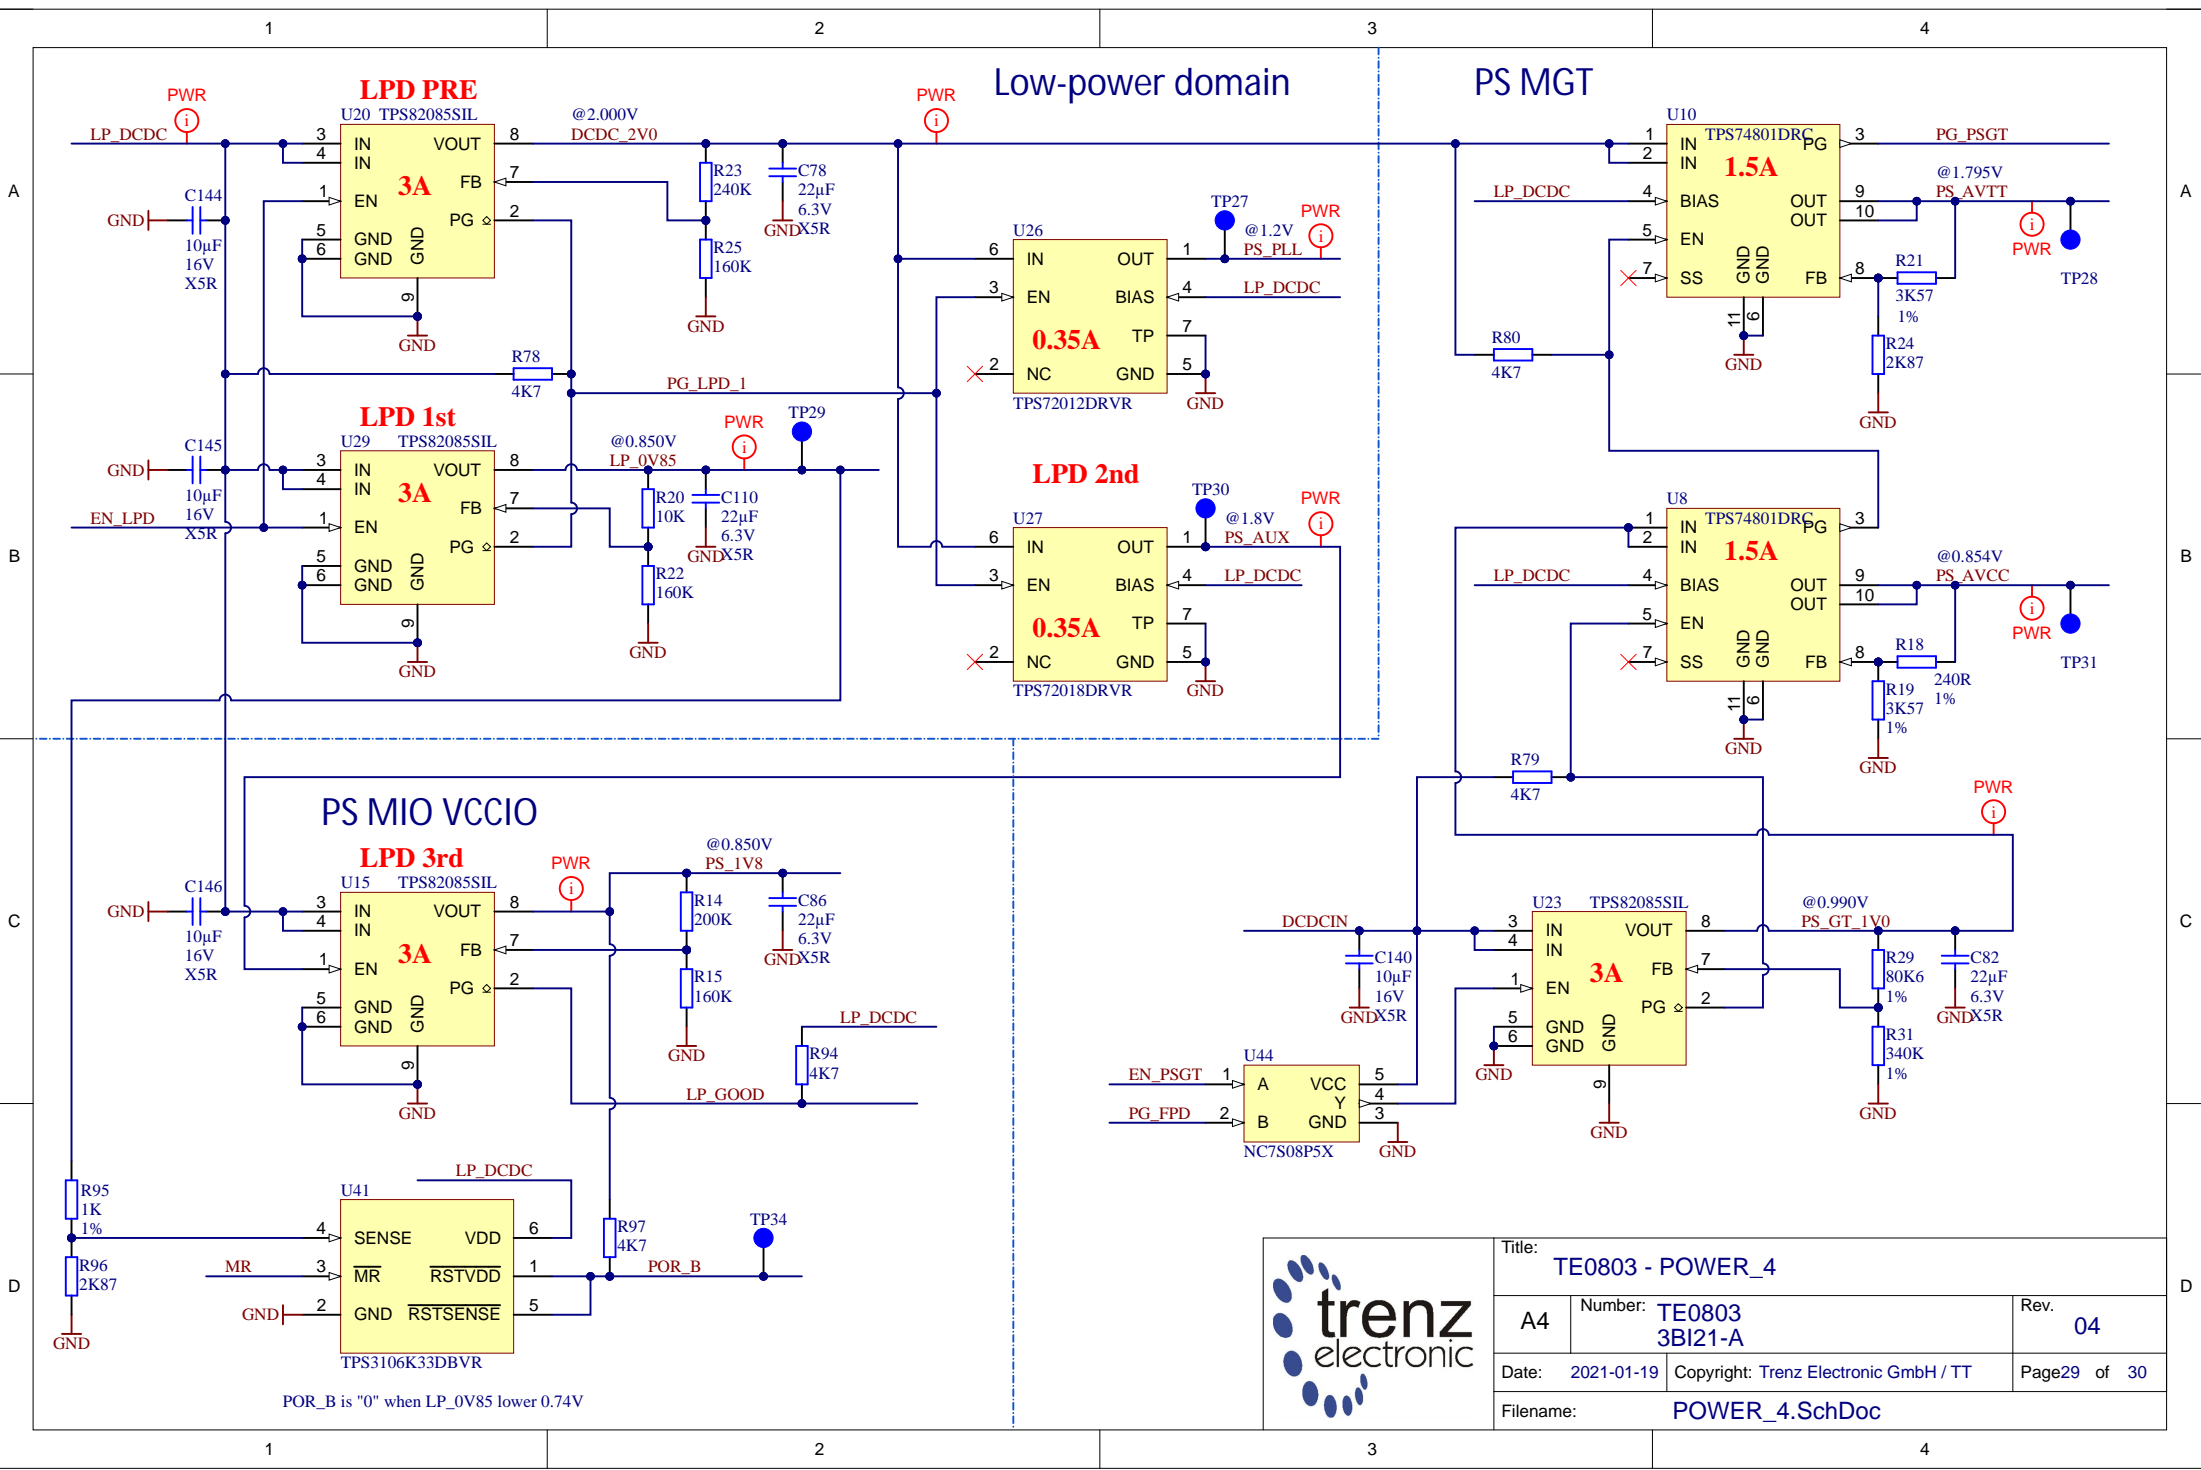 1
2
3
4
A
B
C
D
Low-power domain
PS MGT
PWR
LP_DCDC
LPD PRE
U20 TPS82085SIL
3 IN
4 IN
1 EN
5 GND
6 GND
GND
9
3A
VOUT 8
FB 7
PG 2
GND
@2.000V
DCDC_2V0
C144
10µF
16V
X5R
GND
R23
240K
R25
160K
GND
C78
22µF
6.3V
X5R
GND
PWR
R78
4K7
PG_LPD_1
U26
6 IN
3 EN
2 NC
OUT 1
BIAS 4
TP 7
GND 5
0.35A
TPS72012DRVR
TP27
@1.2V
PS_PLL
PWR
LP_DCDC
GND
LPD 1st
U29 TPS82085SIL
3 IN
4 IN
1 EN
5 GND
6 GND
GND
9
3A
VOUT 8
FB 7
PG 2
GND
C145
10µF
16V
X5R
GND
EN_LPD
@0.850V
LP_0V85
PWR
TP29
R20
10K
R22
160K
GND
C110
22µF
6.3V
X5R
GND
LPD 2nd
U27
6 IN
3 EN
2 NC
OUT 1
BIAS 4
TP 7
GND 5
0.35A
TPS72018DRVR
TP30
@1.8V
PS_AUX
PWR
LP_DCDC
GND
U10
TPS74801DRC
1.5A
1 IN
2 IN
4 BIAS
5 EN
7 SS
GND
GND
11
6
PG 3
OUT 9
OUT 10
FB 8
GND
LP_DCDC
PG_PSGT
@1.795V
PS_AVTT
PWR
TP28
R21
3K57
1%
R24
2K87
GND
R80
4K7
U8
TPS74801DRC
1.5A
1 IN
2 IN
4 BIAS
5 EN
7 SS
GND
GND
11
6
PG 3
OUT 9
OUT 10
FB 8
GND
LP_DCDC
@0.854V
PS_AVCC
PWR
TP31
R18
240R
1%
R19
3K57
1%
GND
R79
4K7
PWR
PS MIO VCCIO
LPD 3rd
U15 TPS82085SIL
3 IN
4 IN
1 EN
5 GND
6 GND
GND
9
3A
VOUT 8
FB 7
PG 2
GND
C146
10µF
16V
X5R
GND
PWR
@0.850V
PS_1V8
R14
200K
R15
160K
GND
C86
22µF
6.3V
X5R
GND
LP_DCDC
R94
4K7
LP_GOOD
DCDCIN
C140
10µF
16V
X5R
GND
U23 TPS82085SIL
3 IN
4 IN
1 EN
5 GND
6 GND
GND
9
3A
VOUT 8
FB 7
PG 2
GND
GND
@0.990V
PS_GT_1V0
R29
80K6
1%
R31
340K
1%
GND
C82
22µF
6.3V
X5R
GND
U44
EN_PSGT
PG_FPD
1 A
2 B
VCC 5
Y 4
GND 3
NC7S08P5X
GND
R95
1K
1%
R96
2K87
GND
LP_DCDC
U41
4 SENSE
3 MR
2 GND
VDD 6
RSTVDD 1
RSTSENSE 5
TPS3106K33DBVR
MR
GND
R97
4K7
POR_B
TP34
POR_B is "0" when LP_0V85 lower 0.74V
trenz
electronic
Title:
TE0803 - POWER_4
A4
Number: TE0803
3BI21-A
Rev.
04
Date: 2021-01-19
Copyright: Trenz Electronic GmbH / TT
Page29 of 30
Filename: POWER_4.SchDoc
A
B
C
D
1
2
3
4